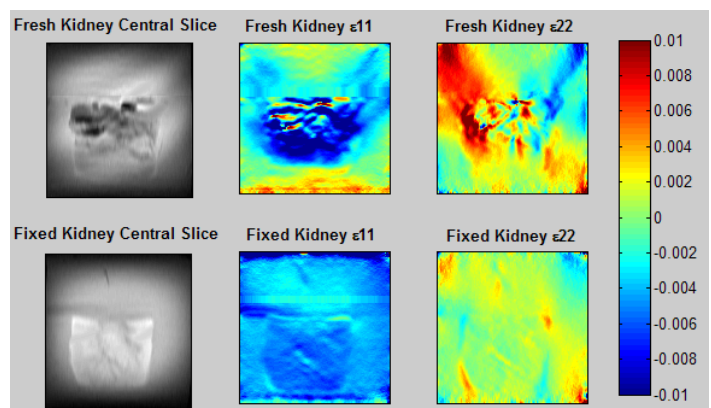 Fresh Kidney Central Slice
Fresh Kidney ε11
Fresh Kidney ε22
0.01
0.008
0.006
0.004
0.002
0
-0.002
-0.004
-0.006
-0.008
-0.01
Fixed Kidney Central Slice
Fixed Kidney ε11
Fixed Kidney ε22